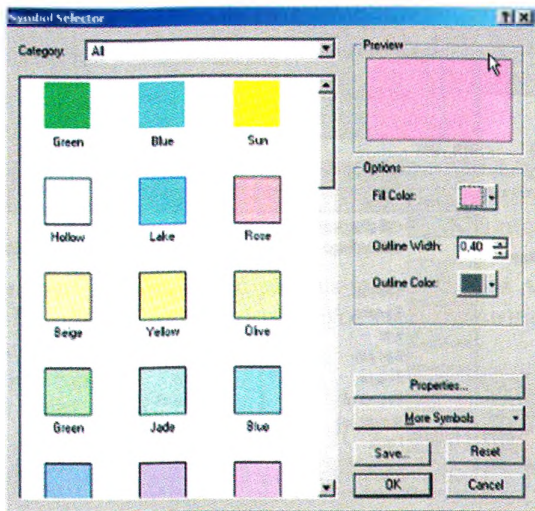 Symbol Selector
Category: All
Green Blue Sun
Hollow Lake Rose
Beige Yellow Olive
Green Jade Blue
Preview
Options
Fill Color:
Outline Width: 0,40
Outline Color:
Properties...
More Symbols
Save... Reset
OK Cancel